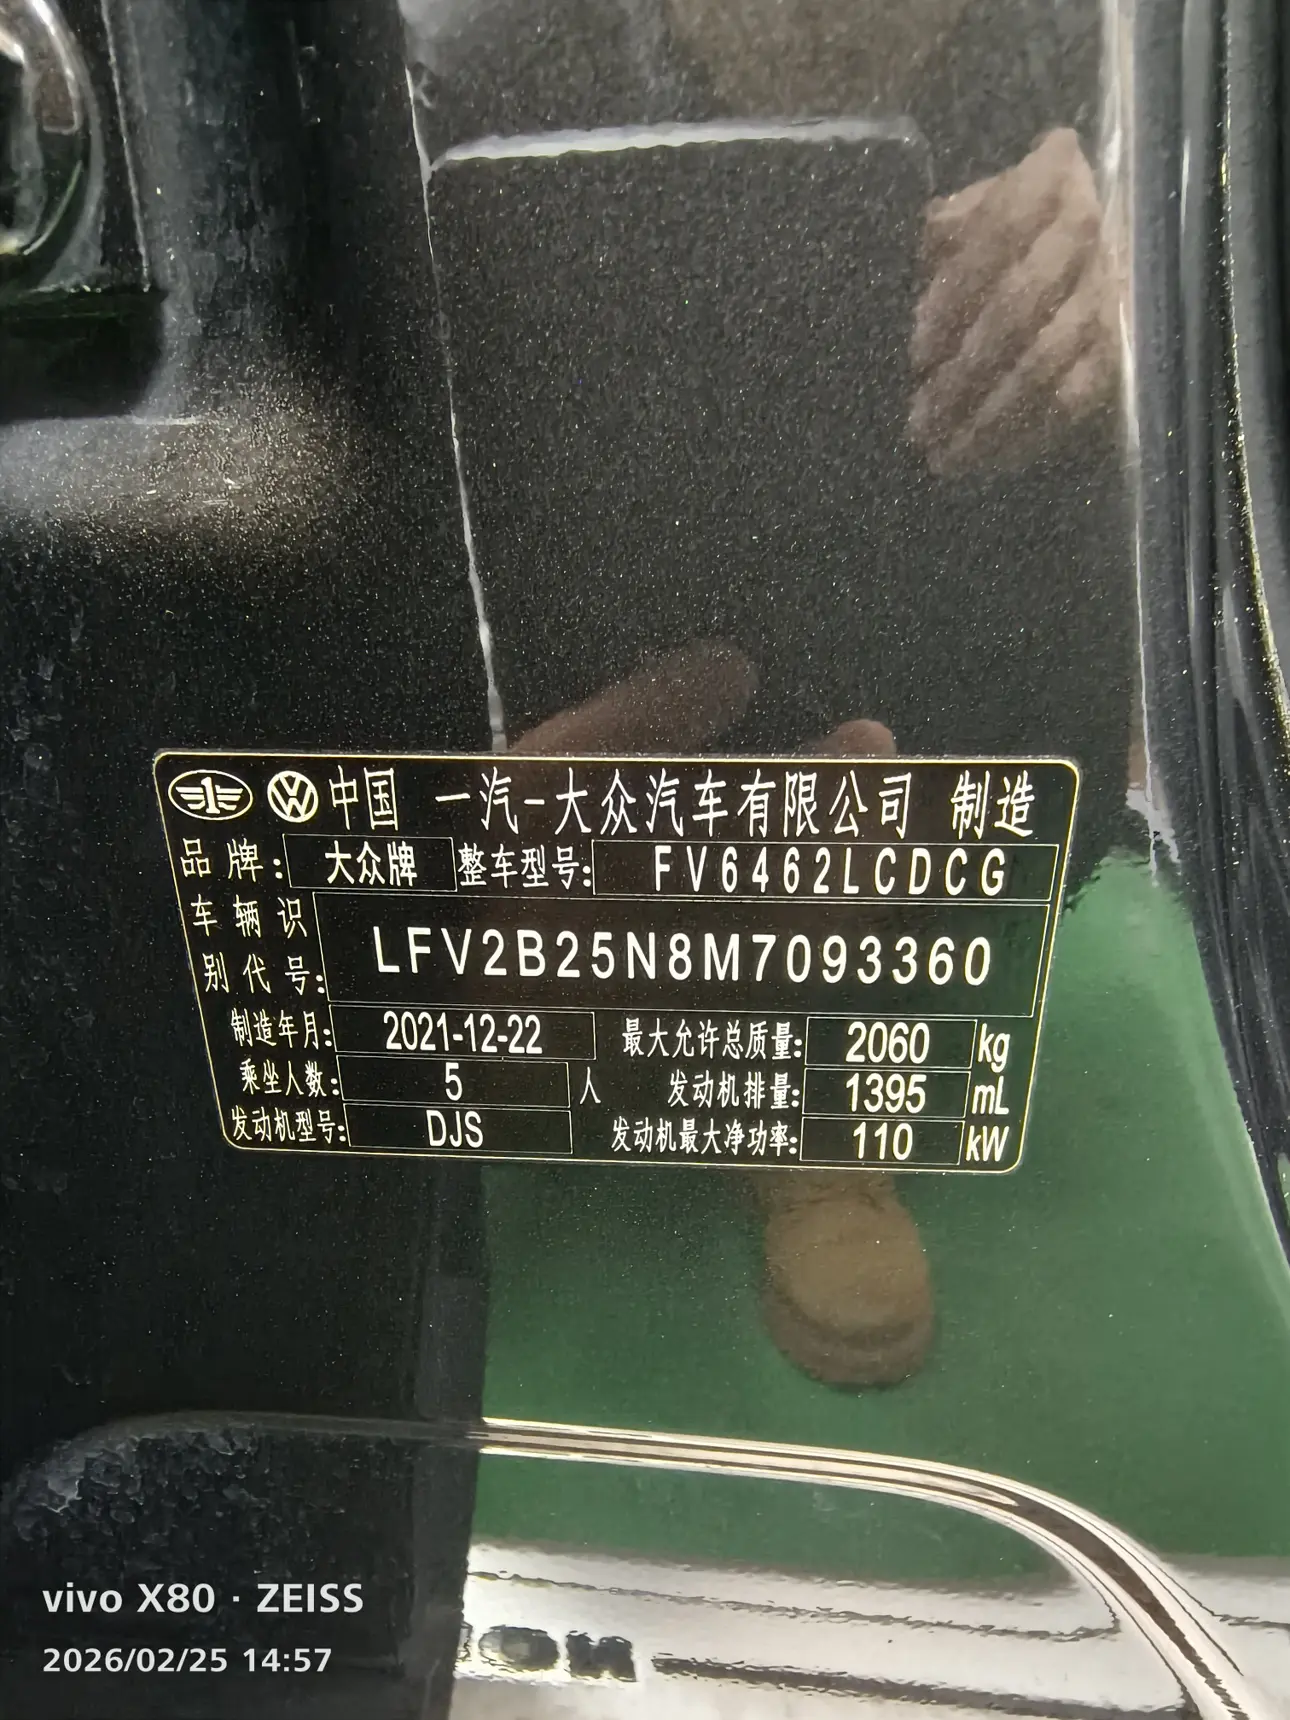 中国 一汽-大众汽车有限公司 制造
品牌: 大众牌 整车型号: FV6462LCDCG
车辆识别代号: LFV2B25N8M7093360
制造年月: 2021-12-22 最大允许总质量: 2060 kg
乘坐人数: 5 人 发动机排量: 1395 mL
发动机型号: DJS 发动机最大净功率: 110 kW
vivo X80 · ZEISS
2026/02/25 14:57